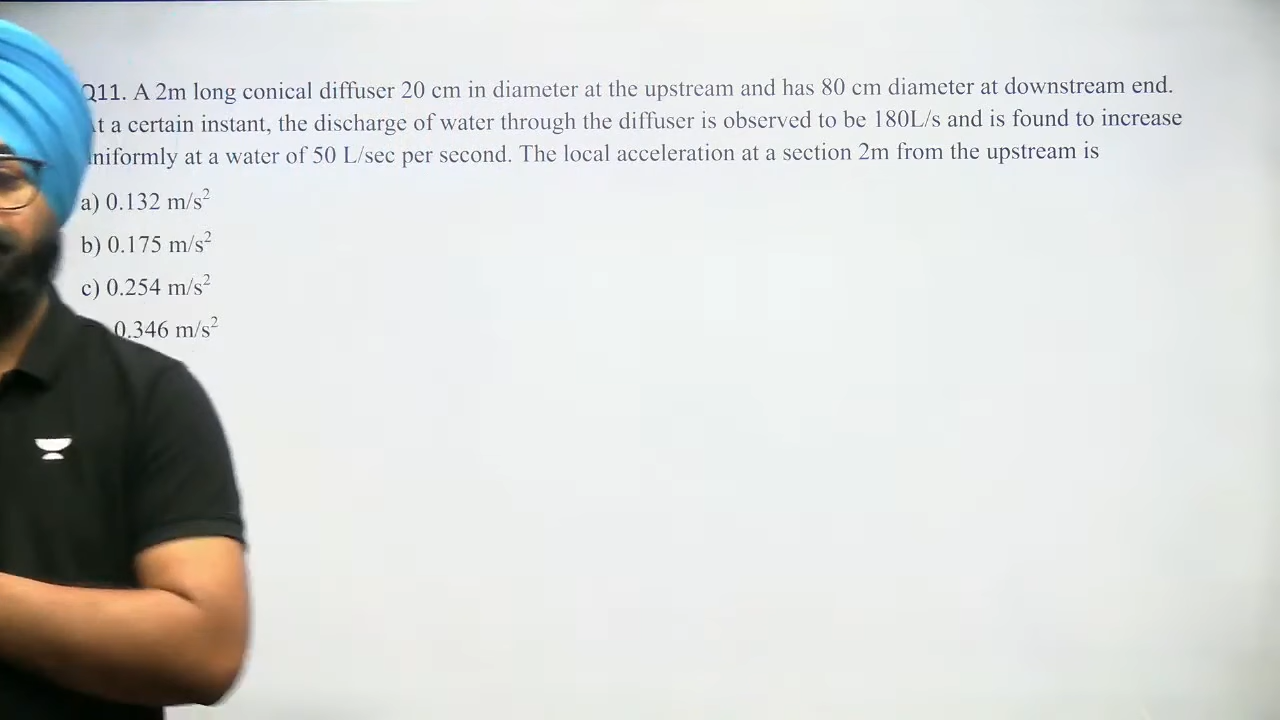 Q11. A 2m long conical diffuser 20 cm in diameter at the upstream and has 80 cm diameter at downstream end.
t a certain instant, the discharge of water through the diffuser is observed to be 180L/s and is found to increase
niformly at a water of 50 L/sec per second. The local acceleration at a section 2m from the upstream is
a) 0.132 m/s²
b) 0.175 m/s²
c) 0.254 m/s²
0.346 m/s²